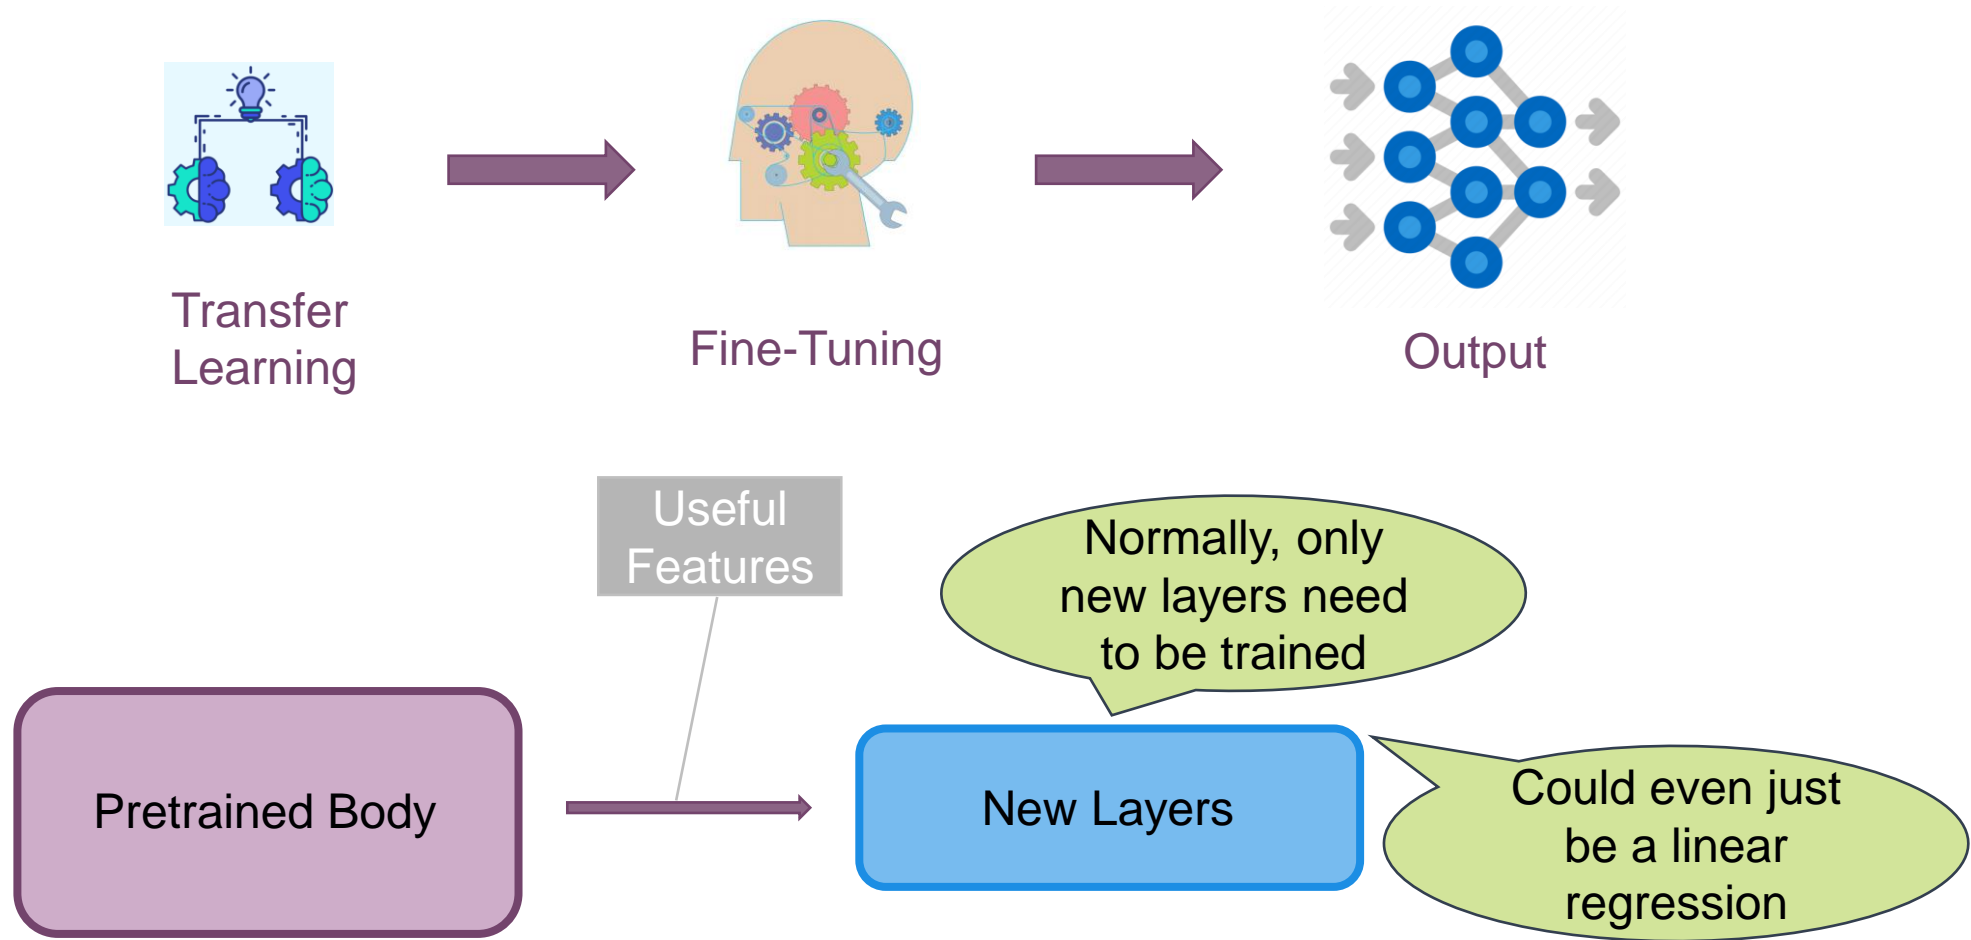 Transfer
Learning
Fine-Tuning
Output
Useful
Features
Normally, only
new layers need
to be trained
Pretrained Body
New Layers
Could even just
be a linear
regression